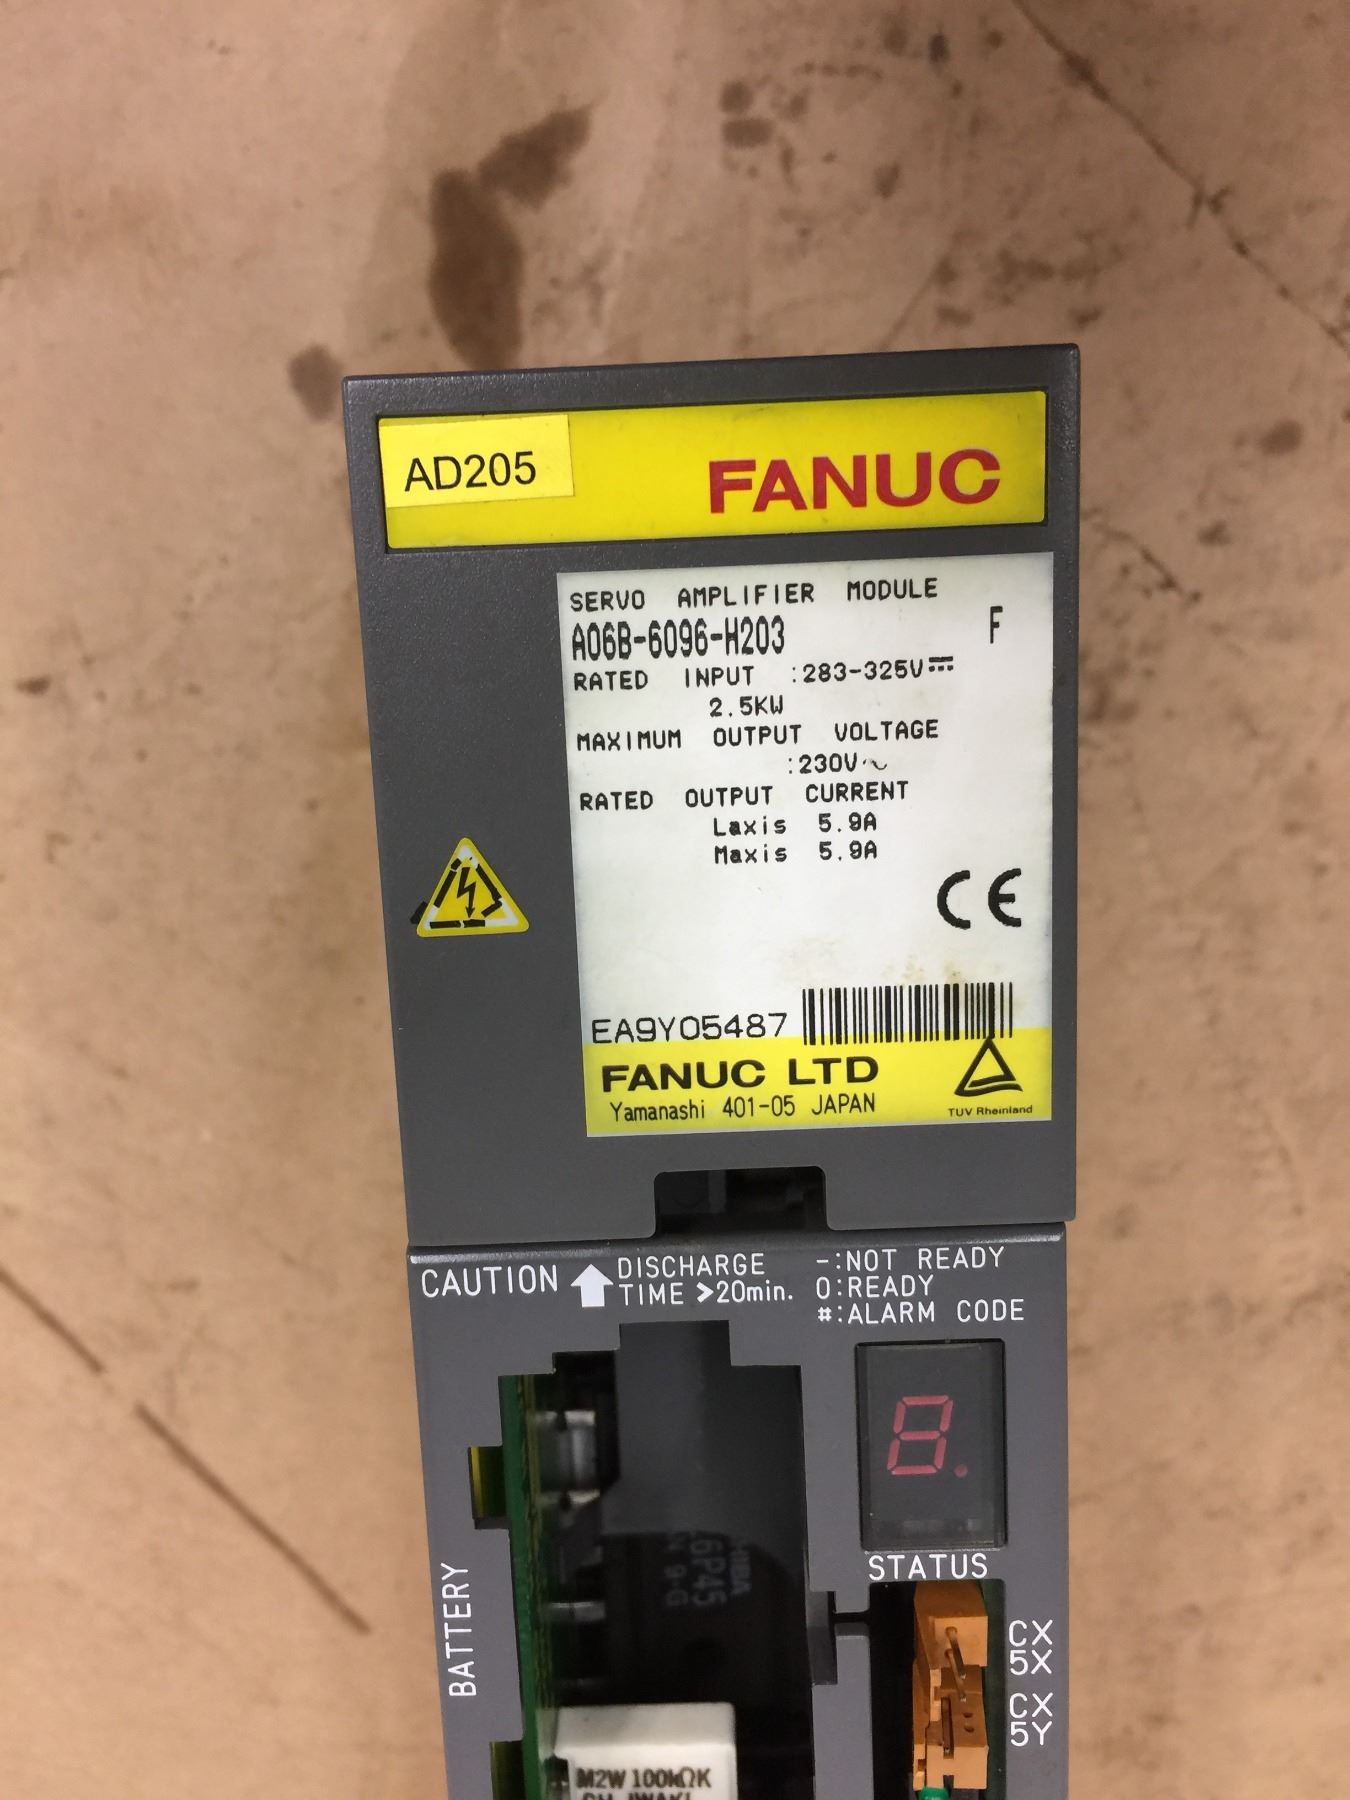 AD205
FANUC
SERVO AMPLIFIER MODULE
A06B-6096-H203 F
RATED INPUT :283-325V⎓
2.5KW
MAXIMUM OUTPUT VOLTAGE
:230V~
RATED OUTPUT CURRENT
Laxis 5.9A
Maxis 5.9A
CE
EA9Y05487
FANUC LTD
Yamanashi 401-05 JAPAN
TUV Rheinland
CAUTION
DISCHARGE
TIME >20min.
-:NOT READY
0:READY
#:ALARM CODE
8.
STATUS
BATTERY
CX
5X
CX
5Y
6P45
9-G
M2W 100kΩK